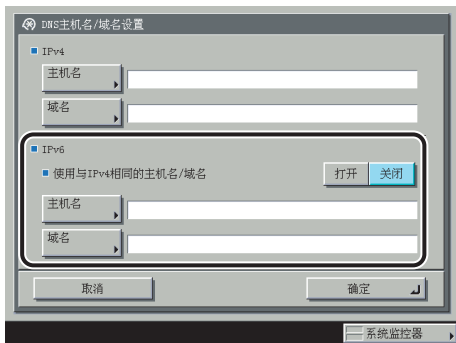 DNS主机名/域名设置
IPv4
主机名
域名
IPv6
使用与IPv4相同的主机名/域名 打开 关闭
主机名
域名
取消 确定
系统监控器